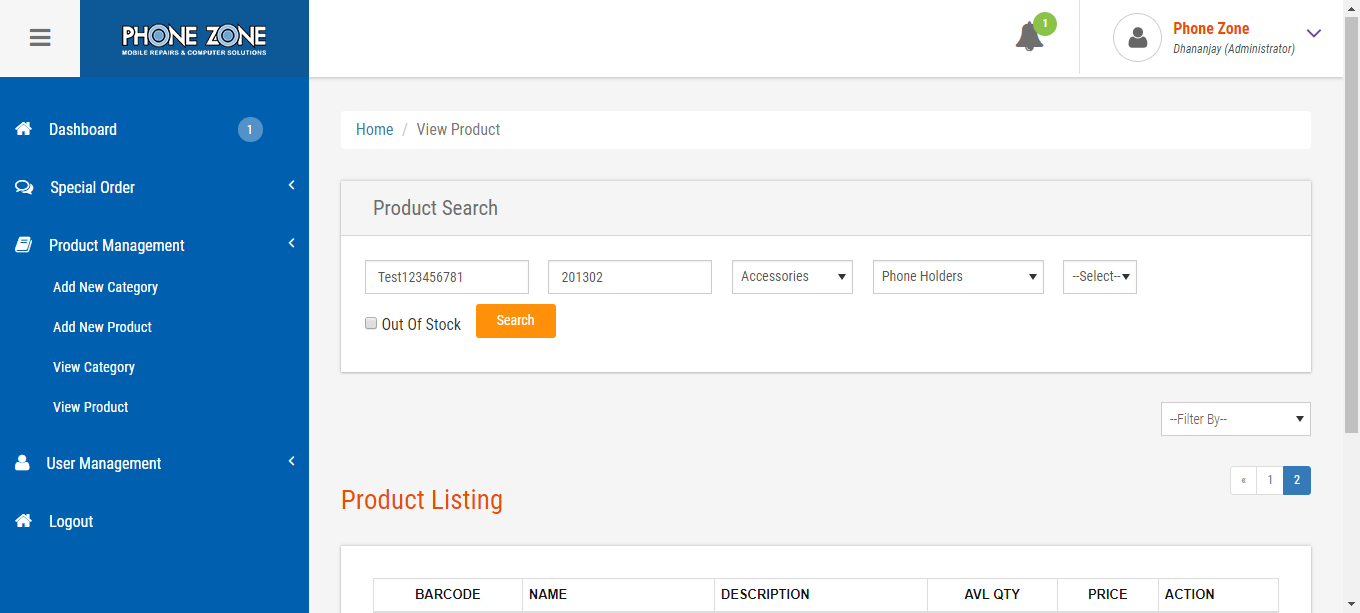 PHONE ZONE
MOBILE REPAIRS & COMPUTER SOLUTIONS
1
Phone Zone
Dhananjay (Administrator)
Dashboard 1
Special Order
Product Management
Add New Category
Add New Product
View Category
View Product
User Management
Logout
Home / View Product
Product Search
Test123456781 201302 Accessories Phone Holders --Select--
Out Of Stock Search
--Filter By--
« 1 2
Product Listing
BARCODE NAME DESCRIPTION AVL QTY PRICE ACTION